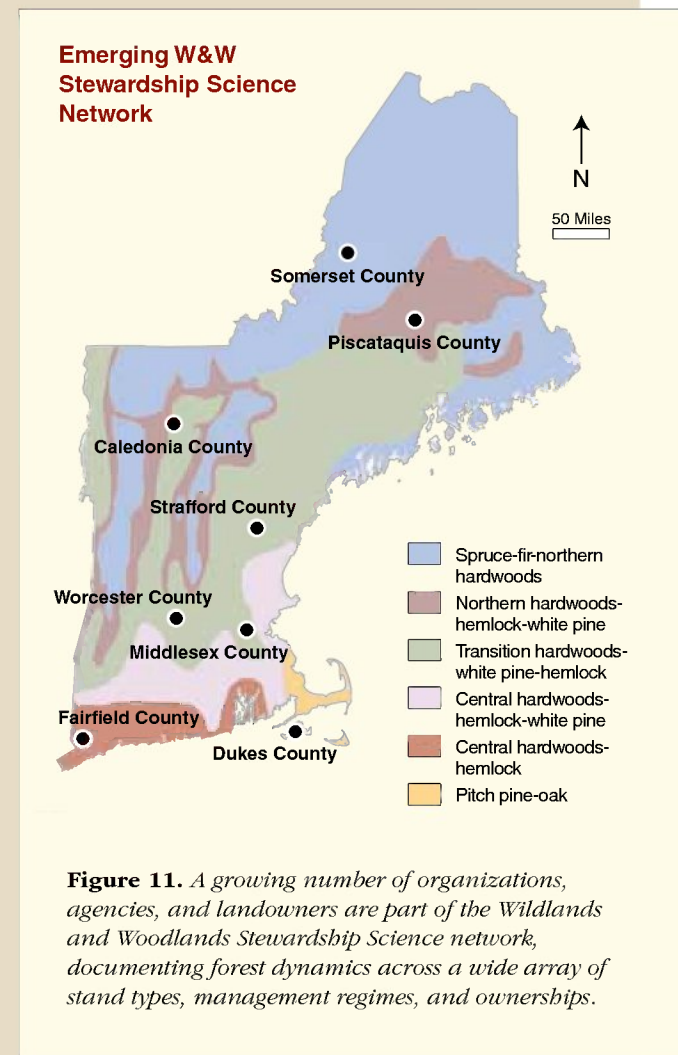 Emerging W&W
Stewardship Science
Network
N
50 Miles
Somerset County
Piscataquis County
Caledonia County
Strafford County
Worcester County
Middlesex County
Fairfield County
Dukes County
Spruce-fir-northern
hardwoods
Northern hardwoods-
hemlock-white pine
Transition hardwoods-
white pine-hemlock
Central hardwoods-
hemlock-white pine
Central hardwoods-
hemlock
Pitch pine-oak
Figure 11. A growing number of organizations,
agencies, and landowners are part of the Wildlands
and Woodlands Stewardship Science network,
documenting forest dynamics across a wide array of
stand types, management regimes, and ownerships.